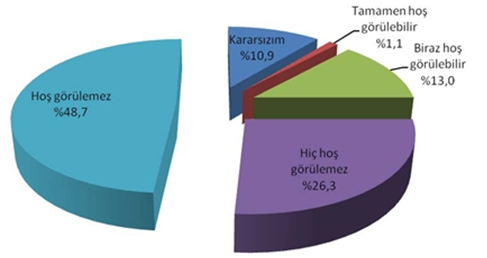 Kararsızım
%10,9
Tamamen hoş
görülebilir
%1,1
Biraz hoş
görülebilir
%13,0
Hoş görülemez
%48,7
Hiç hoş
görülemez
%26,3